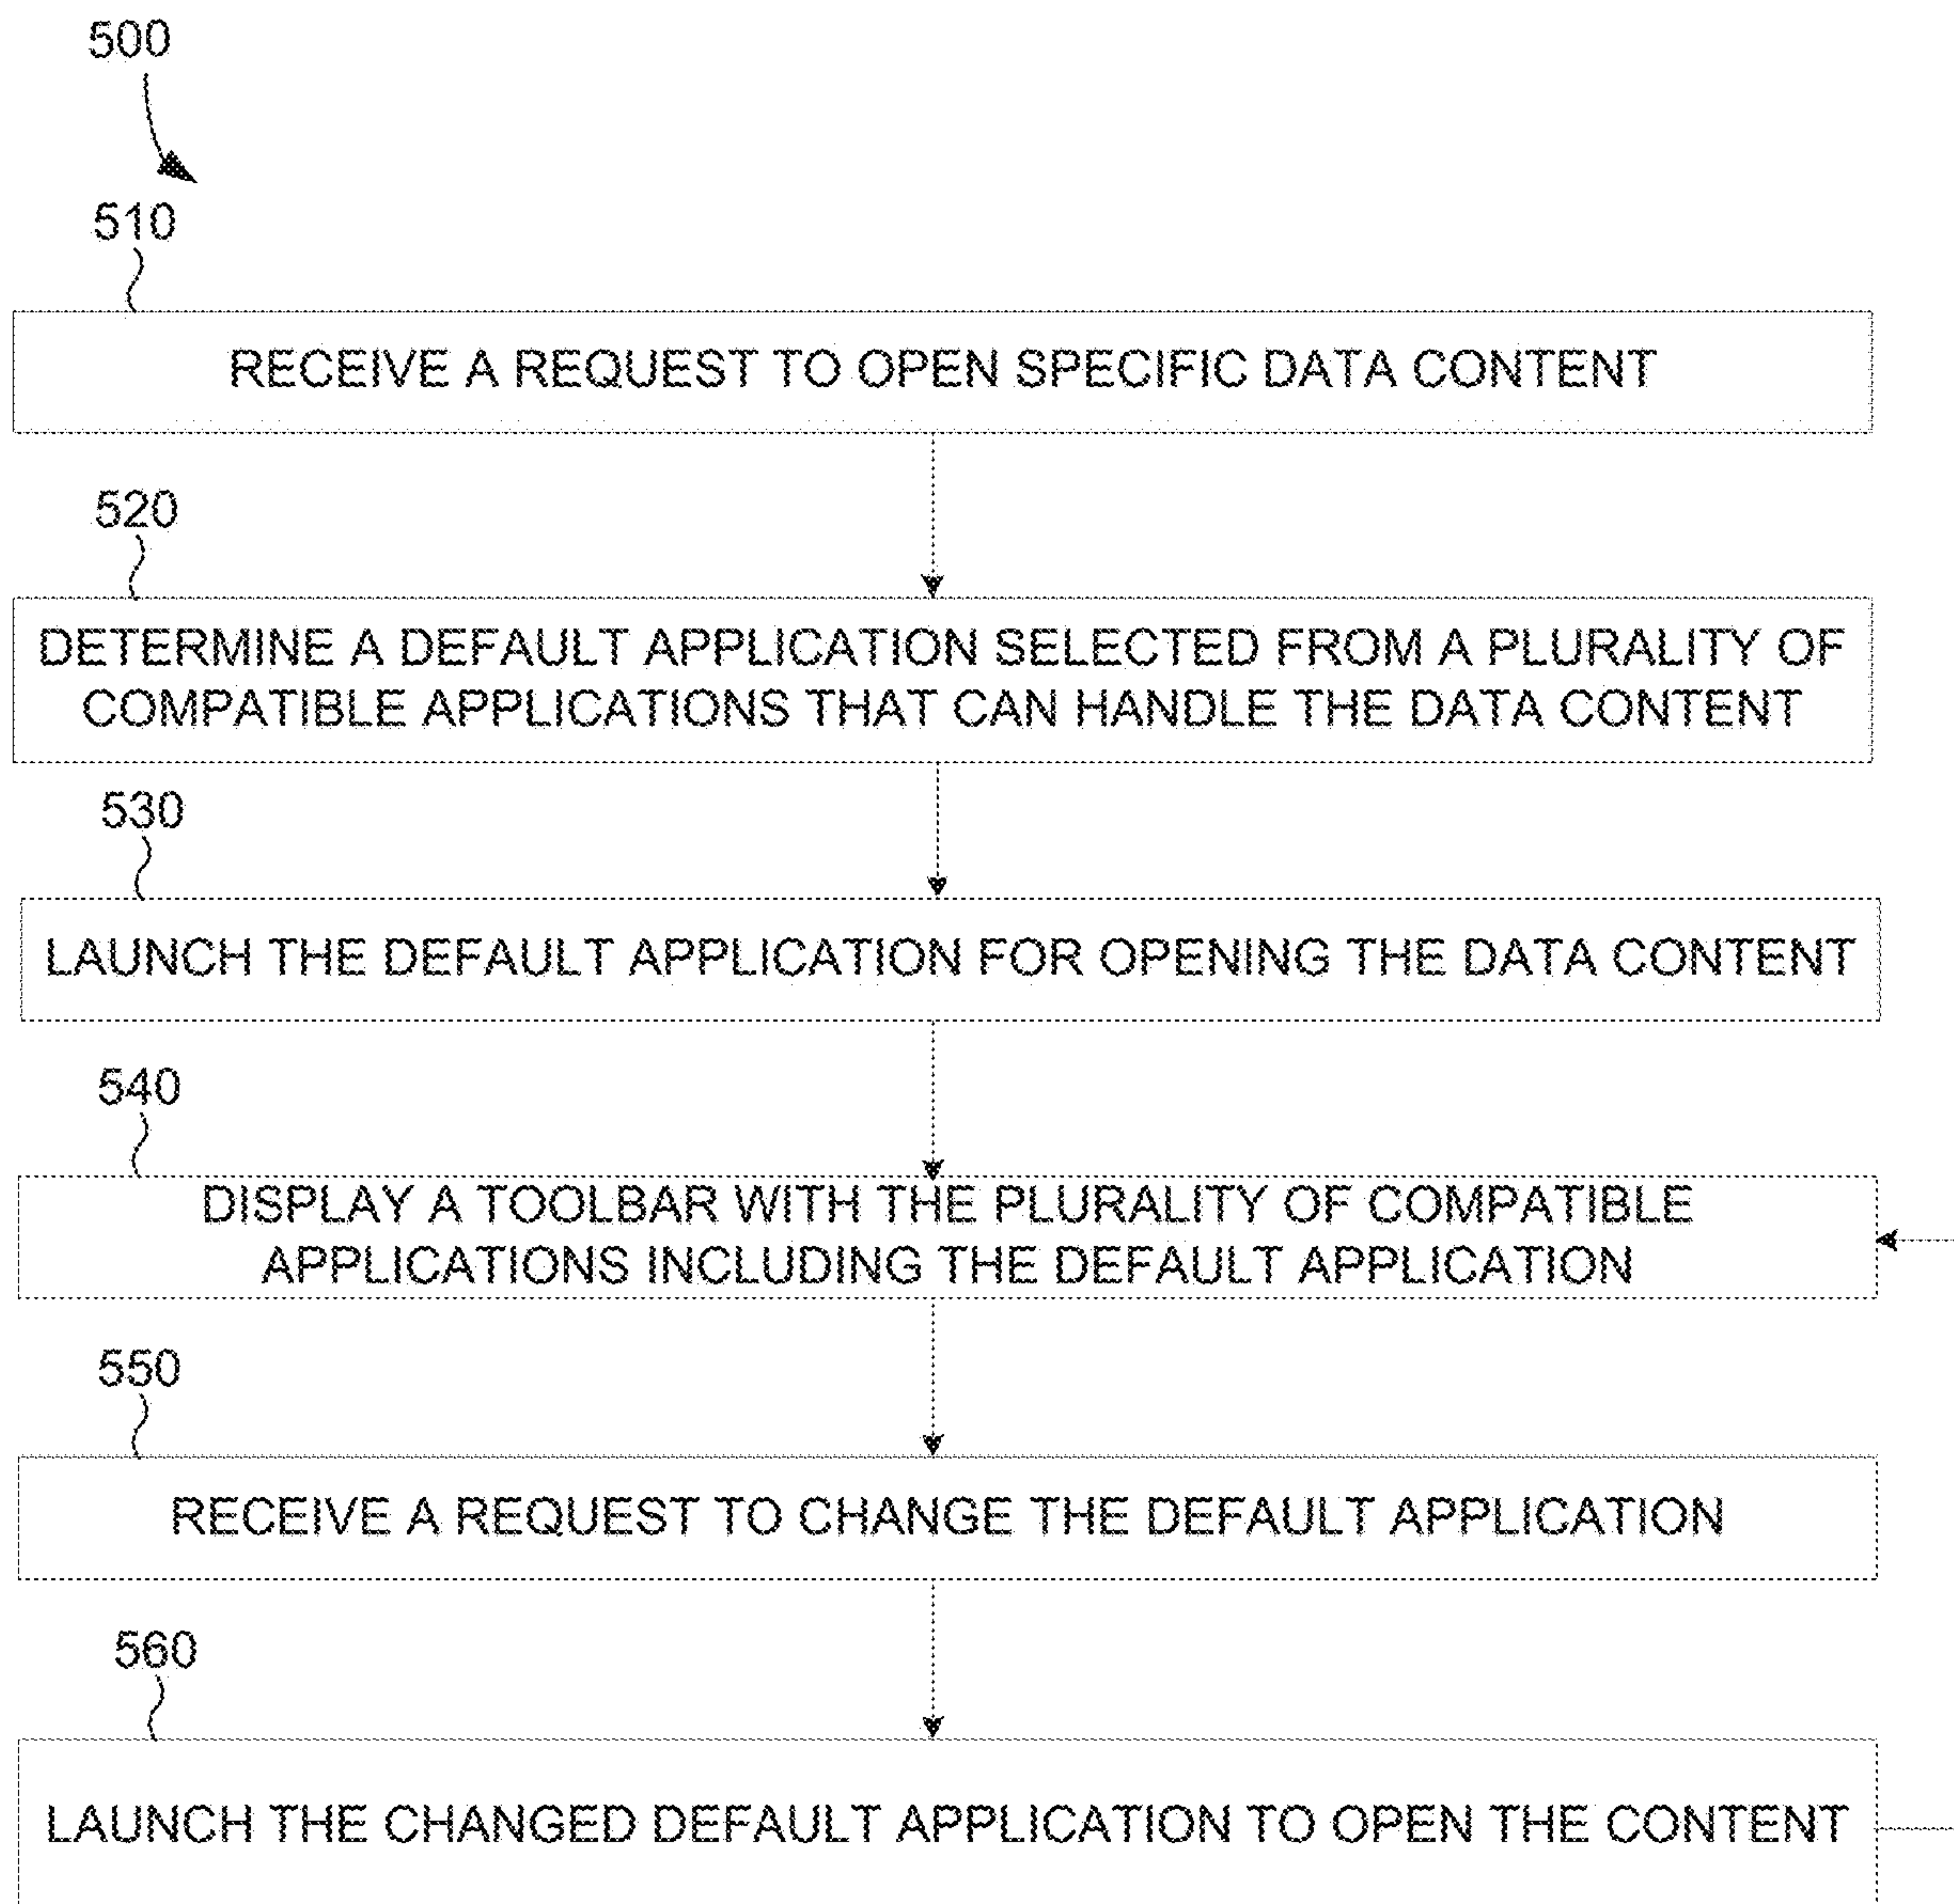 500
510
RECEIVE A REQUEST TO OPEN SPECIFIC DATA CONTENT
520
DETERMINE A DEFAULT APPLICATION SELECTED FROM A PLURALITY OF
COMPATIBLE APPLICATIONS THAT CAN HANDLE THE DATA CONTENT
530
LAUNCH THE DEFAULT APPLICATION FOR OPENING THE DATA CONTENT
540
DISPLAY A TOOLBAR WITH THE PLURALITY OF COMPATIBLE
APPLICATIONS INCLUDING THE DEFAULT APPLICATION
550
RECEIVE A REQUEST TO CHANGE THE DEFAULT APPLICATION
560
LAUNCH THE CHANGED DEFAULT APPLICATION TO OPEN THE CONTENT